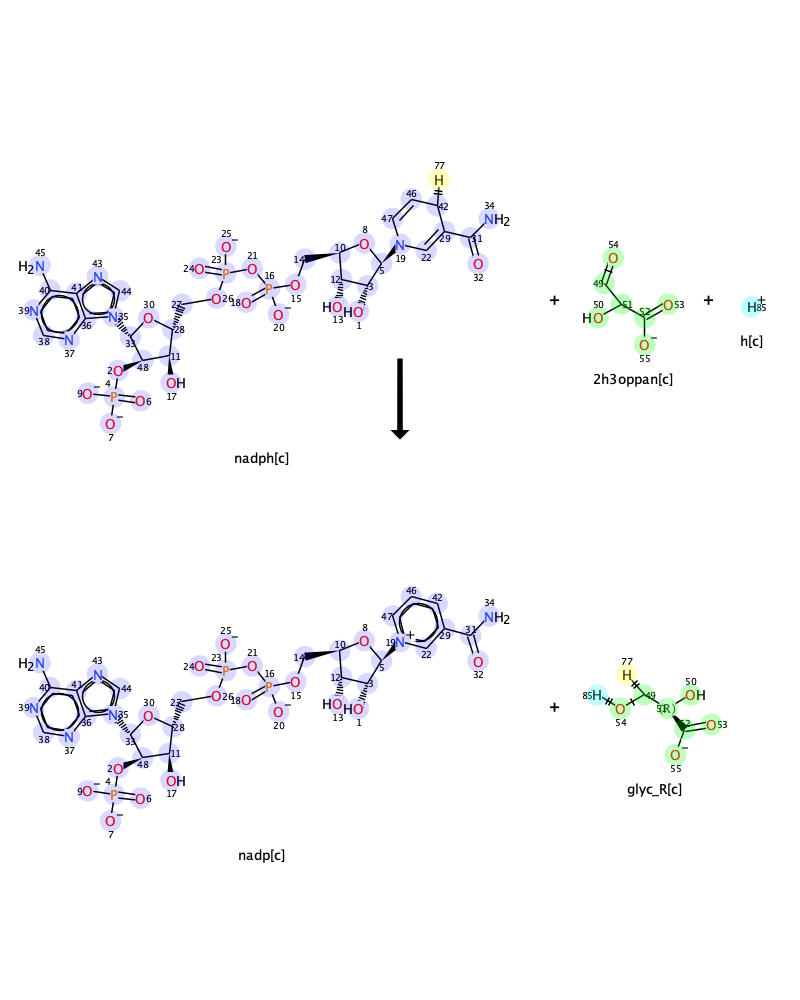 77
H
46
42
47
34
NH2
45
25
O−
8
O
29
31
H2N
43
N
23
21
O
14
10
N
19
22
O
32
24O
P
16
P
5
40
41
44
12
3
39N
N
35
30
O
27
O26
18O
O
15
HO
13
HO
1
36
28
O−
20
38
N
37
33
11
2O
48
OH
17
4
9O−
P
O6
O−
7
nadph[c]
+
54
O
49
50
HO
51
52
O53
O−
55
2h3oppan[c]
+
H+
85
h[c]
46
42
47
34
NH2
45
25
O−
8
O
19
N+
29
31
H2N
43
N
23
21
O
14
10
22
O
32
24O
P
16
P
5
40
41
44
12
3
39N
N
35
30
O
27
O26
18O
O
15
HO
13
HO
1
36
28
O−
20
38
N
37
33
11
2O
48
OH
17
4
9O−
P
O6
O−
7
nadp[c]
+
77
H
85H
49
50
OH
O
54
(R)
52
O53
O−
55
glyc_R[c]